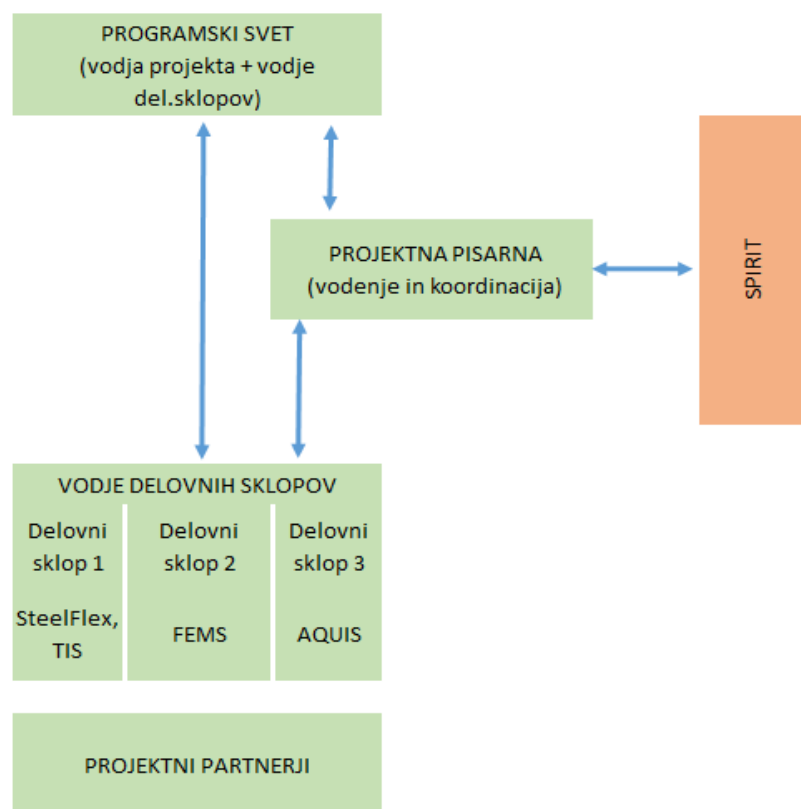 PROGRAMSKI SVET
(vodja projekta + vodje
del.sklopov)
PROJEKTNA PISARNA
(vodenje in koordinacija)
SPIRIT
VODJE DELOVNIH SKLOPOV
Delovni
sklop 1
SteelFlex,
TIS
Delovni
sklop 2
FEMS
Delovni
sklop 3
AQUIS
PROJEKTNI PARTNERJI